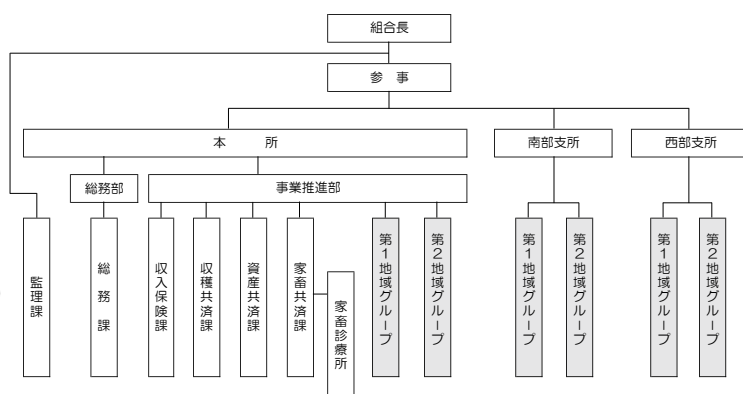 組合長
参 事
本 所
南部支所
西部支所
総務部
事業推進部
監理課
総務課
収入保険課
収穫共済課
資産共済課
家畜共済課
家畜診療所
第1地域グループ
第2地域グループ
第1地域グループ
第2地域グループ
第1地域グループ
第2地域グループ